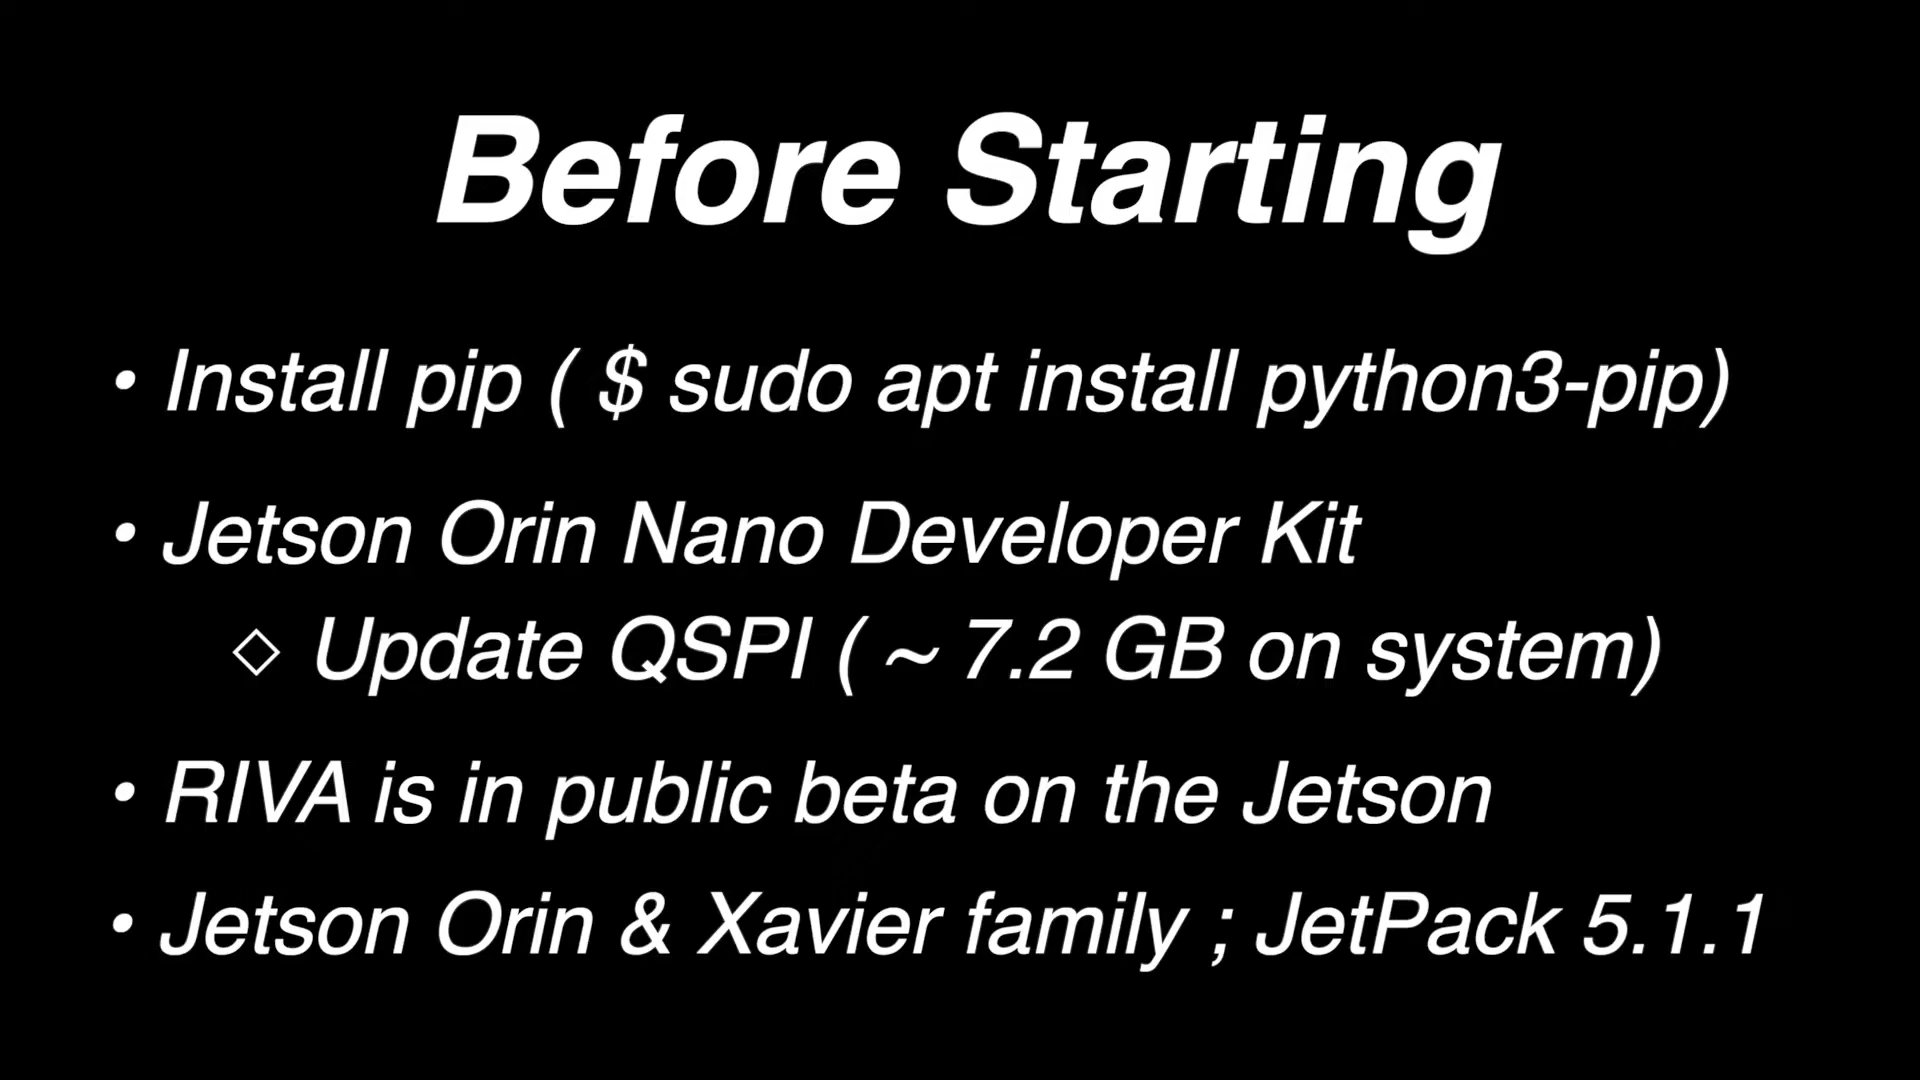 Before Starting
• Install pip ( $ sudo apt install python3-pip)
• Jetson Orin Nano Developer Kit
◇ Update QSPI ( ~ 7.2 GB on system)
• RIVA is in public beta on the Jetson
• Jetson Orin & Xavier family ; JetPack 5.1.1